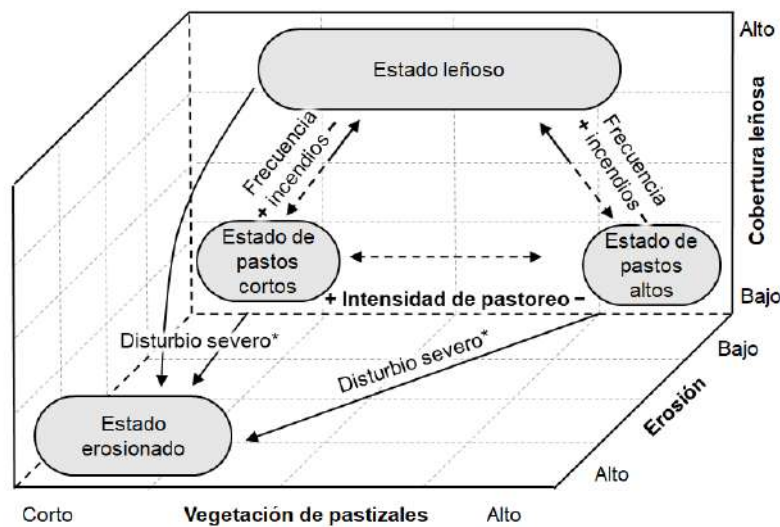 Alto
Estado leñoso
Cobertura leñosa
Frecuencia
+ incendios −
Frecuencia −
+ incendios
Estado de
pastos
cortos
Estado de
pastos
altos
+ Intensidad de pastoreo −
Bajo
Disturbio severo*
Disturbio severo*
Bajo
Erosión
Estado
erosionado
Alto
Corto
Vegetación de pastizales
Alto